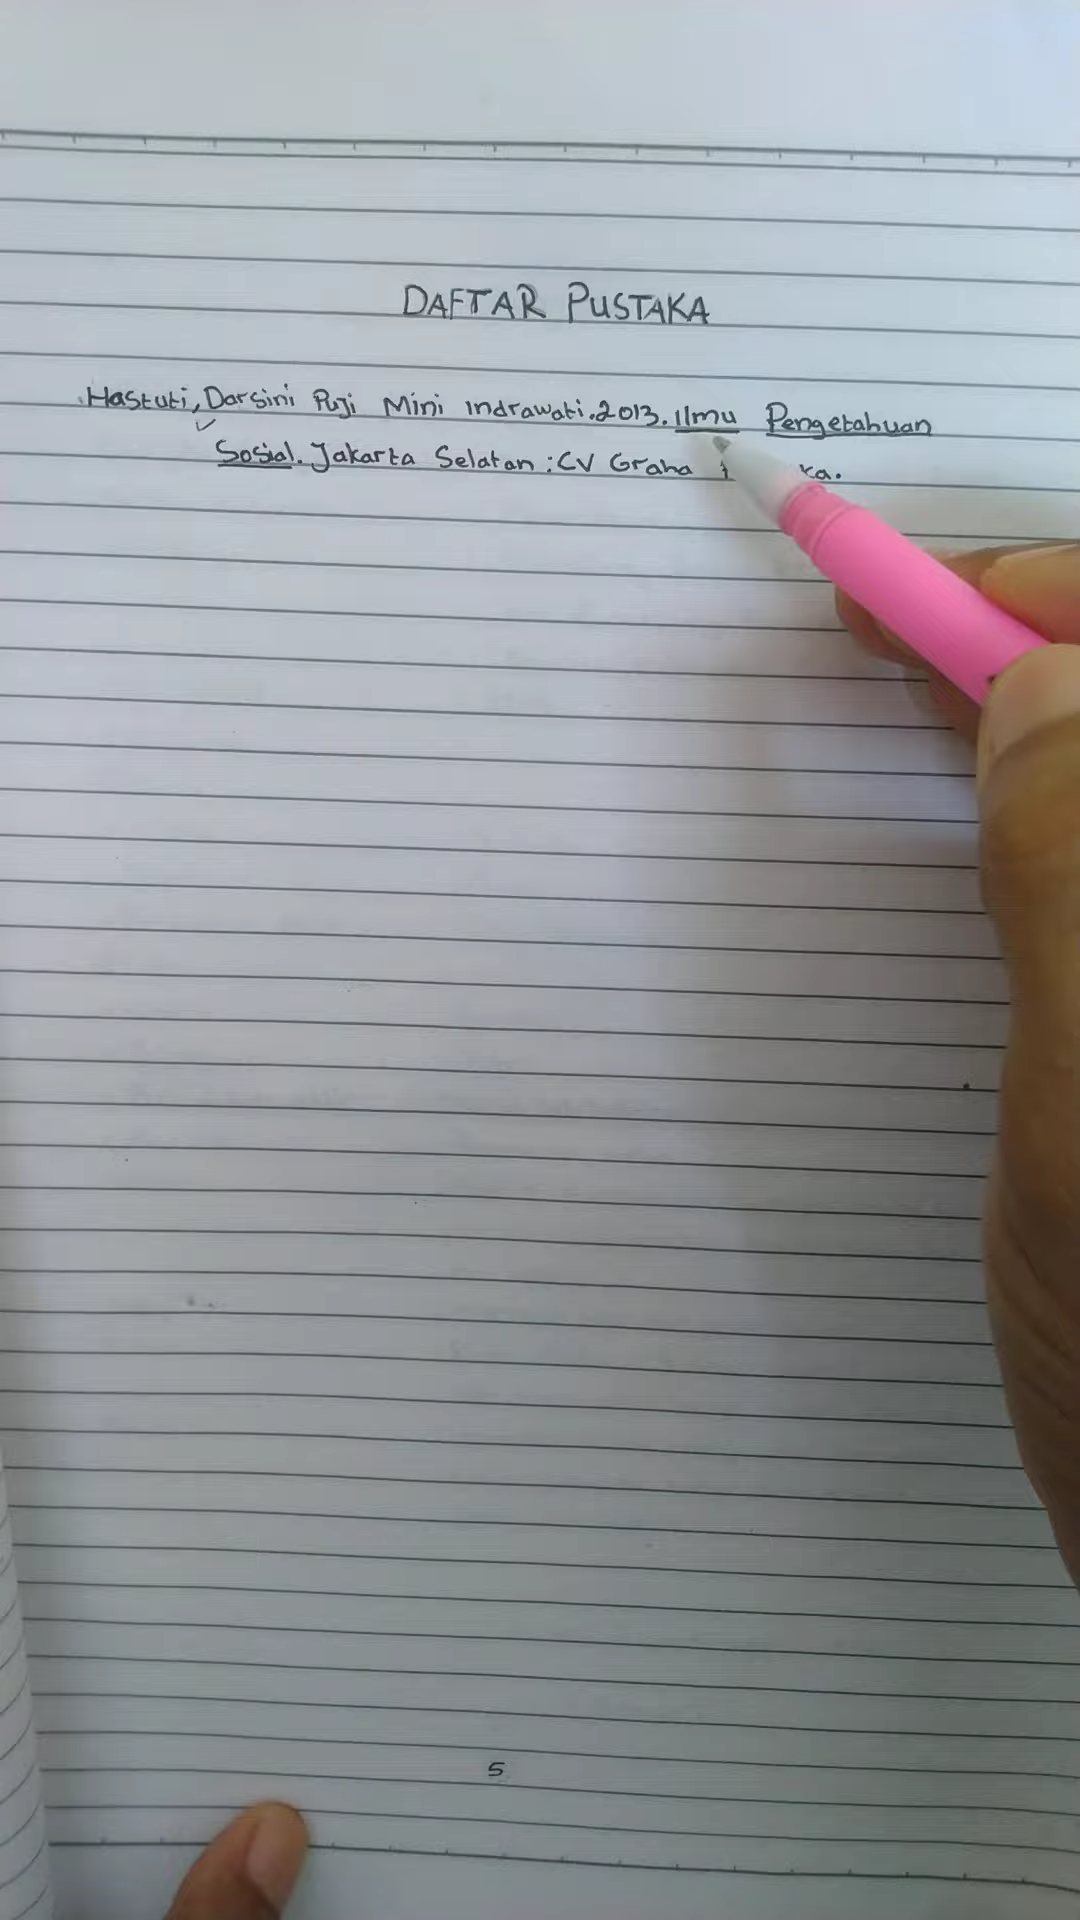 DAFTAR PUSTAKA
Hastuti, Darsini Puji Mini Indrawati. 2013. Ilmu Pengetahuan
Sosial. Jakarta Selatan : CV Graha
5